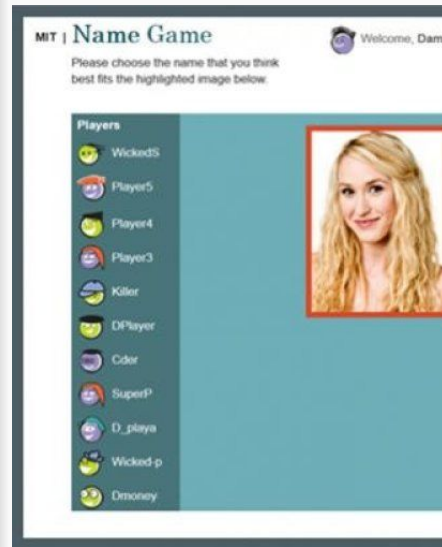 MIT | Name Game
Welcome, Dam
Please choose the name that you think
best fits the highlighted image below.
Players
WickedS
Player5
Player4
Player3
Killer
DPlayer
Cder
SuperP
D_playa
Wicked-p
Dmoney